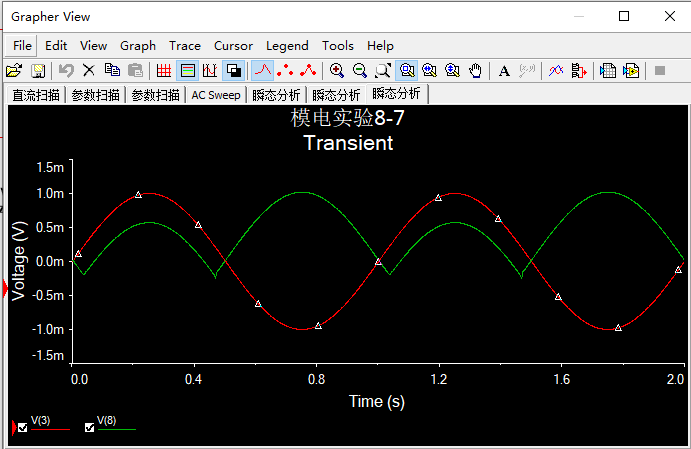 Grapher View
File Edit View Graph Trace Cursor Legend Tools Help
A
直流扫描 参数扫描 参数扫描 AC Sweep 瞬态分析 瞬态分析 瞬态分析
模电实验8-7
Transient
1.5m
1.0m
0.5m
0.0m
-0.5m
-1.0m
-1.5m
Voltage (V)
0.0 0.4 0.8 1.2 1.6 2.0
Time (s)
V(3) V(8)